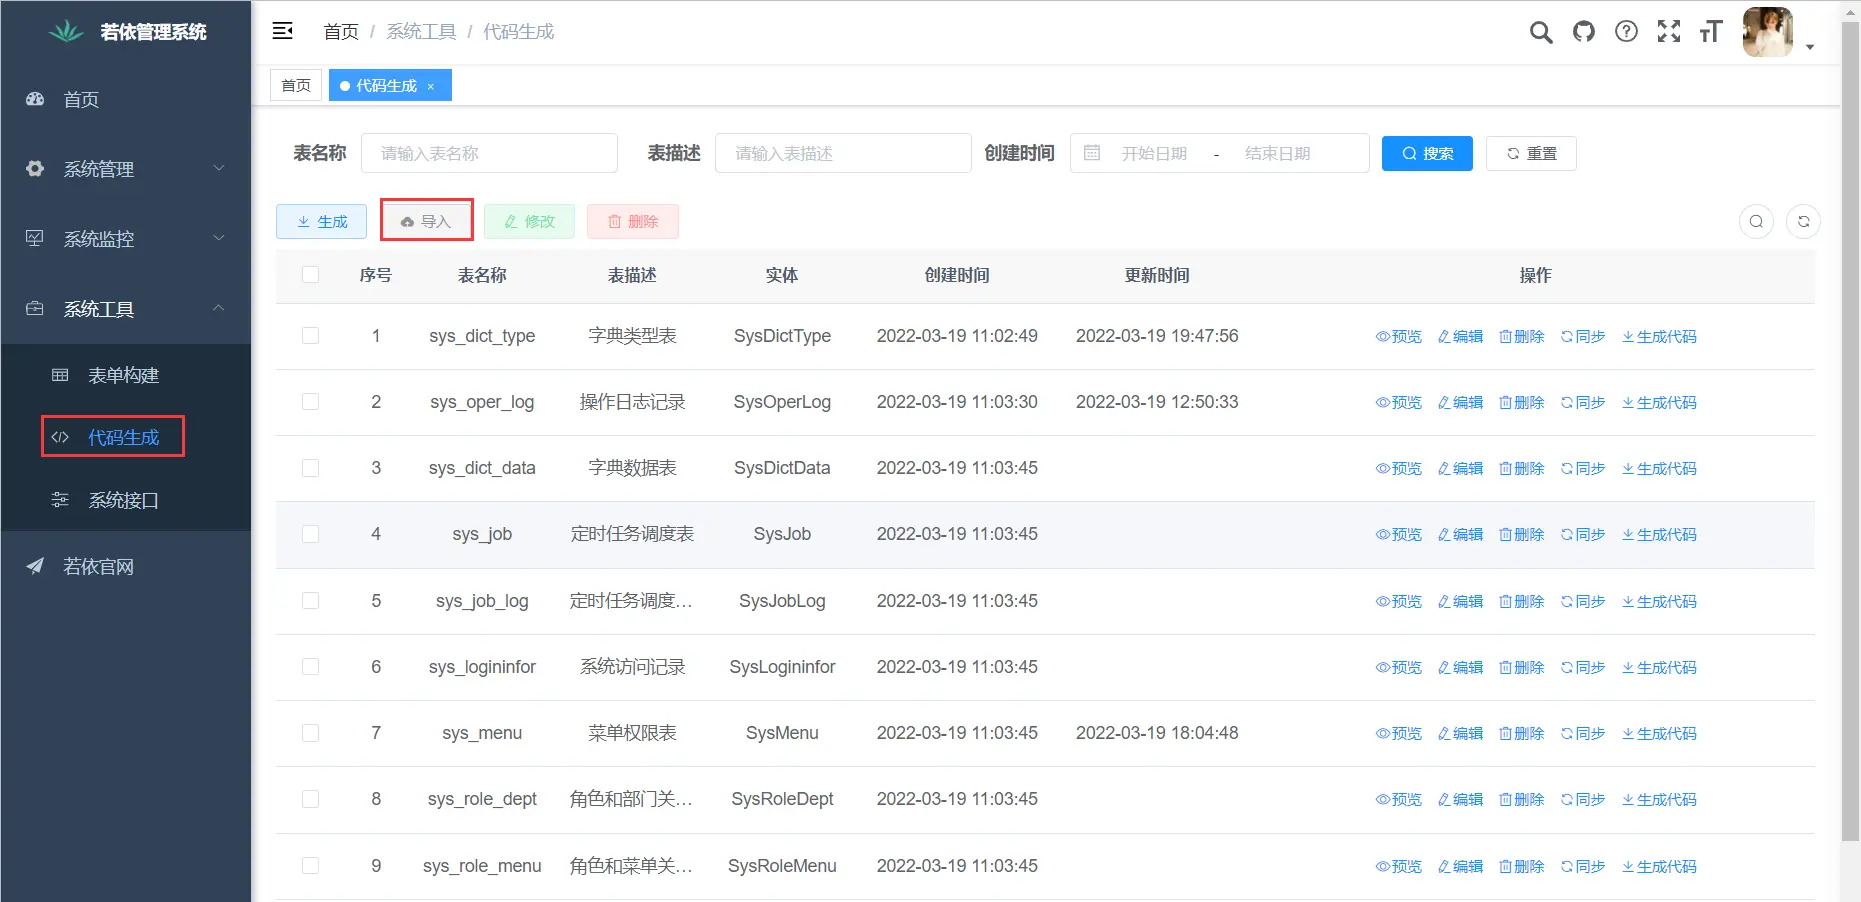 若依管理系统
首页 / 系统工具 / 代码生成
首页
代码生成 ×
首页
系统管理
系统监控
系统工具
表单构建
代码生成
系统接口
若依官网
表名称 请输入表名称 表描述 请输入表描述 创建时间 开始日期 - 结束日期 搜索 重置
生成 导入 修改 删除
序号 表名称 表描述 实体 创建时间 更新时间 操作
1 sys_dict_type 字典类型表 SysDictType 2022-03-19 11:02:49 2022-03-19 19:47:56 预览 编辑 删除 同步 生成代码
2 sys_oper_log 操作日志记录 SysOperLog 2022-03-19 11:03:30 2022-03-19 12:50:33 预览 编辑 删除 同步 生成代码
3 sys_dict_data 字典数据表 SysDictData 2022-03-19 11:03:45 预览 编辑 删除 同步 生成代码
4 sys_job 定时任务调度表 SysJob 2022-03-19 11:03:45 预览 编辑 删除 同步 生成代码
5 sys_job_log 定时任务调度... SysJobLog 2022-03-19 11:03:45 预览 编辑 删除 同步 生成代码
6 sys_logininfor 系统访问记录 SysLogininfor 2022-03-19 11:03:45 预览 编辑 删除 同步 生成代码
7 sys_menu 菜单权限表 SysMenu 2022-03-19 11:03:45 2022-03-19 18:04:48 预览 编辑 删除 同步 生成代码
8 sys_role_dept 角色和部门关... SysRoleDept 2022-03-19 11:03:45 预览 编辑 删除 同步 生成代码
9 sys_role_menu 角色和菜单关... SysRoleMenu 2022-03-19 11:03:45 预览 编辑 删除 同步 生成代码